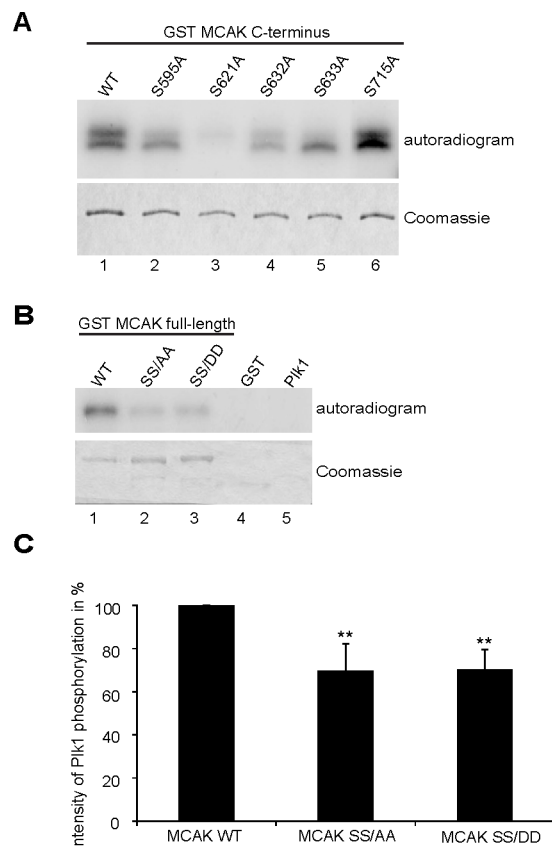 A
GST MCAK C-terminus
WT S595A S621A S632A S633A S715A
autoradiogram
Coomassie
1 2 3 4 5 6
B
GST MCAK full-length
WT SS/AA SS/DD GST Plk1
autoradiogram
Coomassie
1 2 3 4 5
C
ntensity of Plk1 phosphorylation in %
100
80
60
40
20
0
** **
MCAK WT MCAK SS/AA MCAK SS/DD